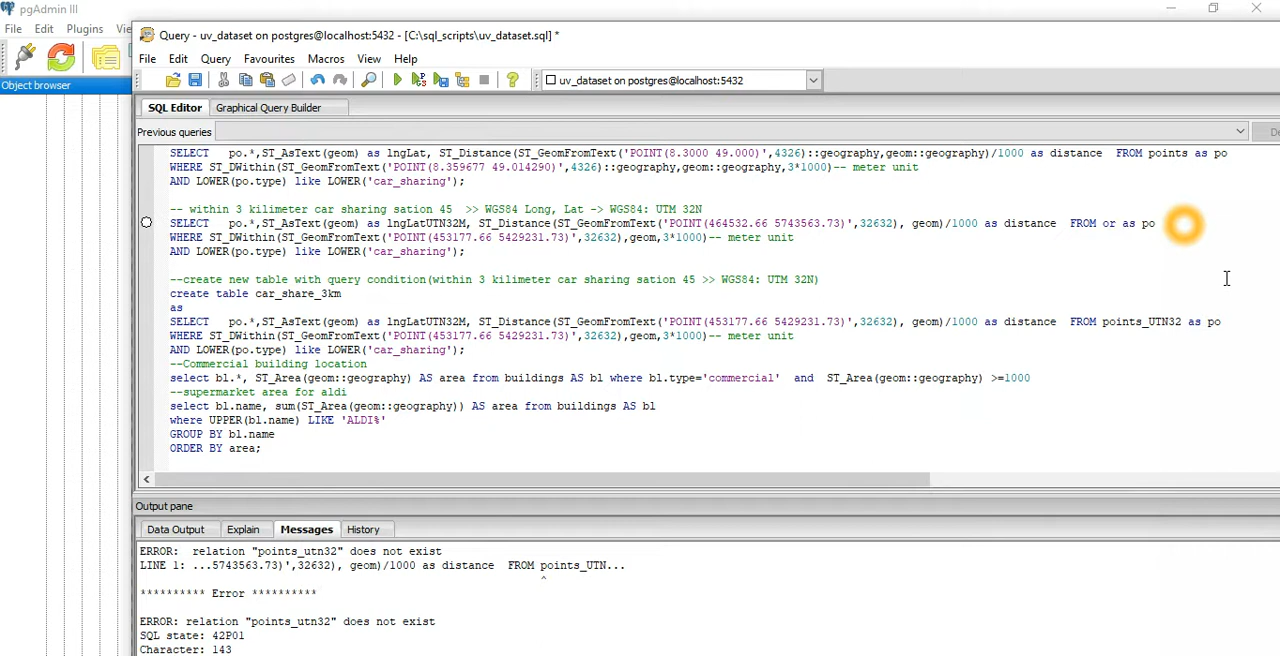 pgAdmin III
File Edit Plugins Vie
Query - uv_dataset on postgres@localhost:5432 - [C:\sql_scripts\uv_dataset.sql] *
File Edit Query Favourites Macros View Help
uv_dataset on postgres@localhost:5432
Object browser
SQL Editor Graphical Query Builder
Previous queries De
SELECT po.*,ST_AsText(geom) as lngLat, ST_Distance(ST_GeomFromText('POINT(8.3000 49.000)',4326)::geography,geom::geography)/1000 as distance FROM points as po
WHERE ST_DWithin(ST_GeomFromText('POINT(8.359677 49.014290)',4326)::geography,geom::geography,3*1000)-- meter unit
AND LOWER(po.type) like LOWER('car_sharing');
-- within 3 kilimeter car sharing sation 45 >> WGS84 Long, Lat -> WGS84: UTM 32N
SELECT po.*,ST_AsText(geom) as lngLatUTN32M, ST_Distance(ST_GeomFromText('POINT(464532.66 5743563.73)',32632), geom)/1000 as distance FROM or as po
WHERE ST_DWithin(ST_GeomFromText('POINT(453177.66 5429231.73)',32632),geom,3*1000)-- meter unit
AND LOWER(po.type) like LOWER('car_sharing');
--create new table with query condition(within 3 kilimeter car sharing sation 45 >> WGS84: UTM 32N)
create table car_share_3km
as
SELECT po.*,ST_AsText(geom) as lngLatUTN32M, ST_Distance(ST_GeomFromText('POINT(453177.66 5429231.73)',32632), geom)/1000 as distance FROM points_UTN32 as po
WHERE ST_DWithin(ST_GeomFromText('POINT(453177.66 5429231.73)',32632),geom,3*1000)-- meter unit
AND LOWER(po.type) like LOWER('car_sharing');
--Commercial building location
select bl.*, ST_Area(geom::geography) AS area from buildings AS bl where bl.type='commercial' and ST_Area(geom::geography) >=1000
--supermarket area for aldi
select bl.name, sum(ST_Area(geom::geography)) AS area from buildings AS bl
where UPPER(bl.name) LIKE 'ALDI%'
GROUP BY bl.name
ORDER BY area;
Output pane
Data Output Explain Messages History
ERROR: relation "points_utn32" does not exist
LINE 1: ...5743563.73)',32632), geom)/1000 as distance FROM points_UTN...
^
********** Error **********
ERROR: relation "points_utn32" does not exist
SQL state: 42P01
Character: 143